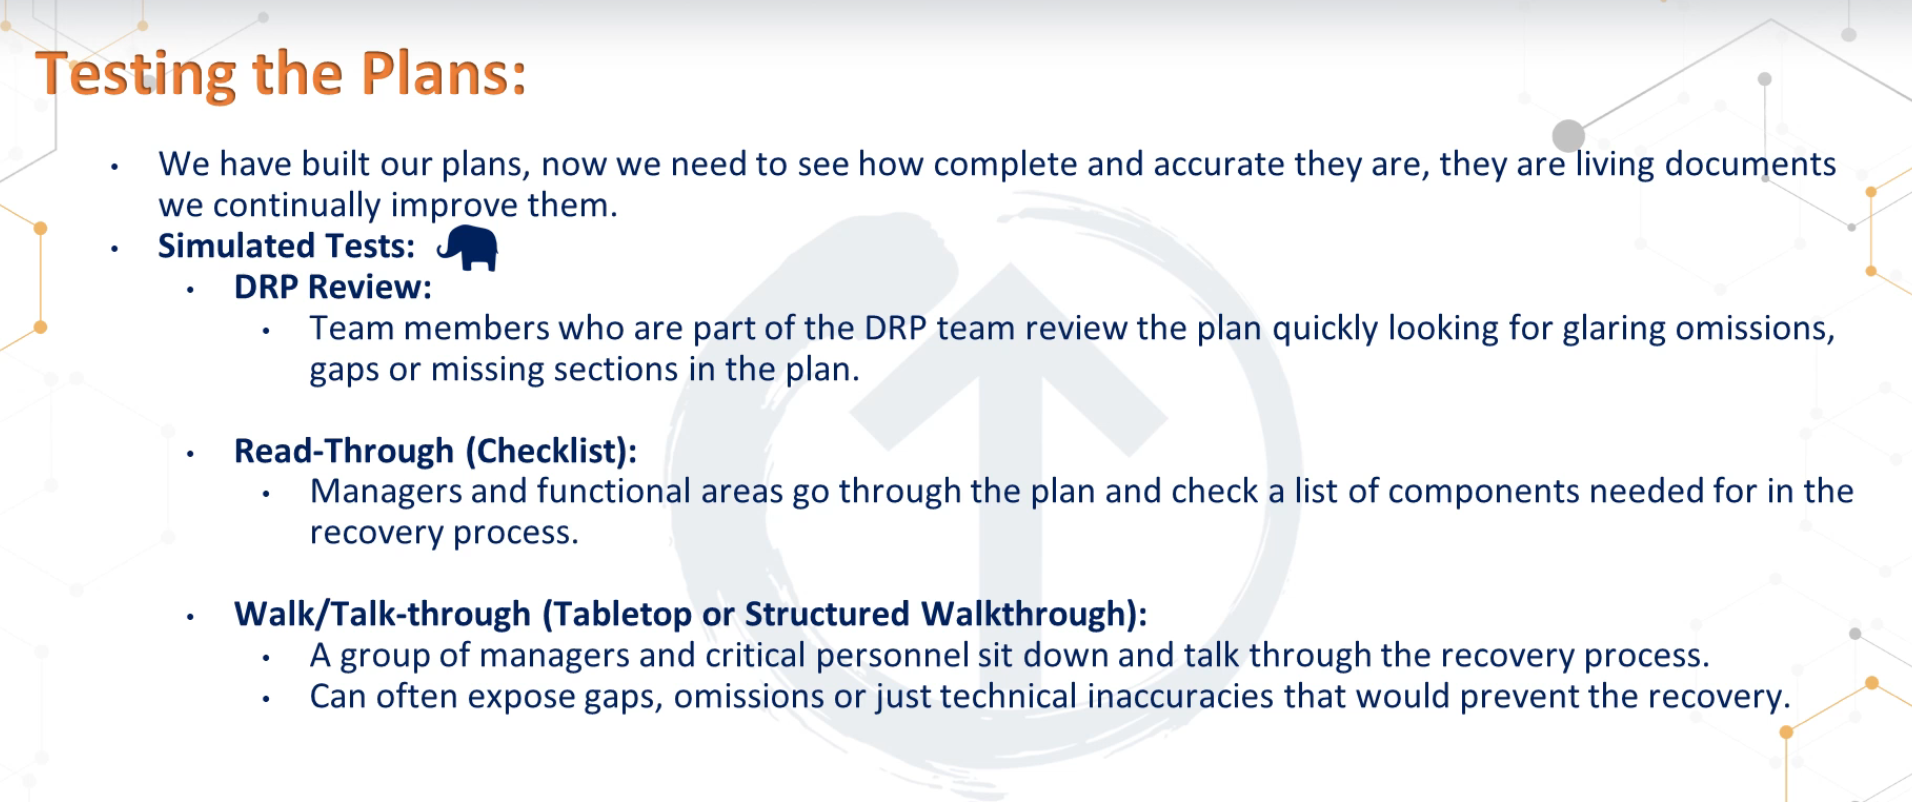 Testing the Plans:
• We have built our plans, now we need to see how complete and accurate they are, they are living documents
we continually improve them.
• Simulated Tests:
• DRP Review:
• Team members who are part of the DRP team review the plan quickly looking for glaring omissions,
gaps or missing sections in the plan.
• Read-Through (Checklist):
• Managers and functional areas go through the plan and check a list of components needed for in the
recovery process.
• Walk/Talk-through (Tabletop or Structured Walkthrough):
• A group of managers and critical personnel sit down and talk through the recovery process.
• Can often expose gaps, omissions or just technical inaccuracies that would prevent the recovery.